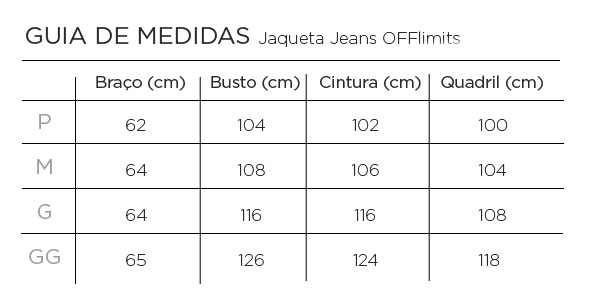 GUIA DE MEDIDAS Jaqueta Jeans OFFlimits
Braço (cm) Busto (cm) Cintura (cm) Quadril (cm)
P 62 104 102 100
M 64 108 106 104
G 64 116 116 108
GG 65 126 124 118